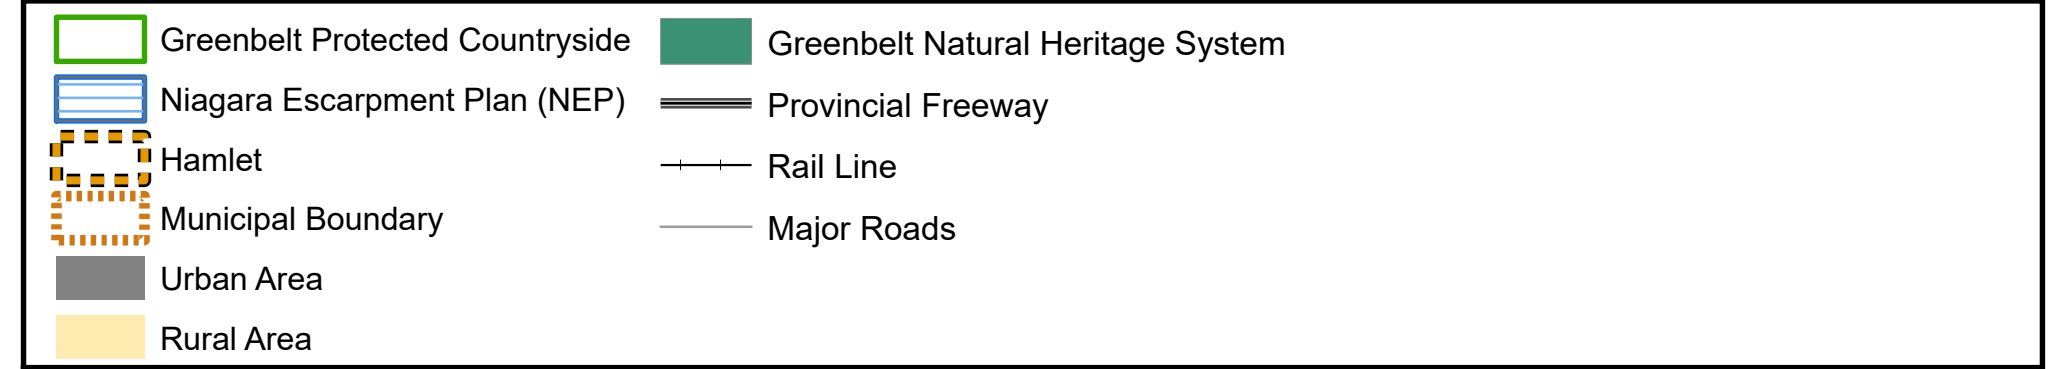 Greenbelt Protected Countryside
Niagara Escarpment Plan (NEP)
Hamlet
Municipal Boundary
Urban Area
Rural Area
Greenbelt Natural Heritage System
Provincial Freeway
Rail Line
Major Roads